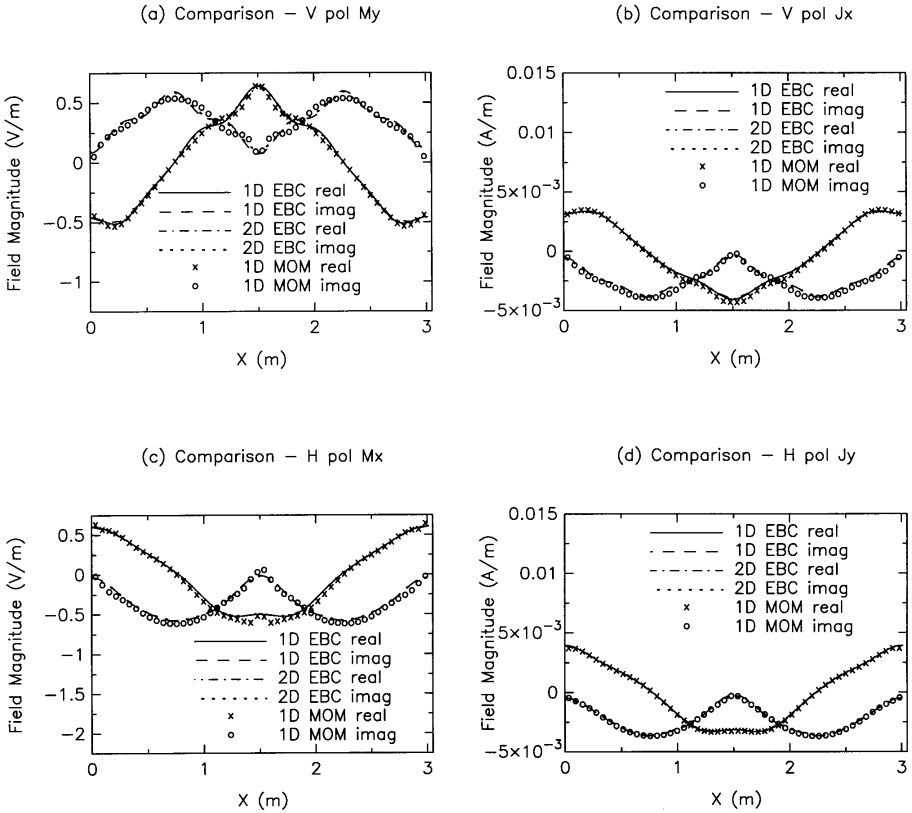 (a) Comparison – V pol My
Field Magnitude (V/m)
0.5
0
−0.5
−1
1D EBC real
1D EBC imag
2D EBC real
2D EBC imag
1D MOM real
1D MOM imag
0 1 2 3
X (m)
(b) Comparison – V pol Jx
Field Magnitude (A/m)
0.015
0.01
5×10⁻³
0
−5×10⁻³
1D EBC real
1D EBC imag
2D EBC real
2D EBC imag
1D MOM real
1D MOM imag
0 1 2 3
X (m)
(c) Comparison – H pol Mx
Field Magnitude (V/m)
0.5
0
−0.5
−1
−1.5
−2
1D EBC real
1D EBC imag
2D EBC real
2D EBC imag
1D MOM real
1D MOM imag
0 1 2 3
X (m)
(d) Comparison – H pol Jy
Field Magnitude (A/m)
0.015
0.01
5×10⁻³
0
−5×10⁻³
1D EBC real
1D EBC imag
2D EBC real
2D EBC imag
1D MOM real
1D MOM imag
0 1 2 3
X (m)